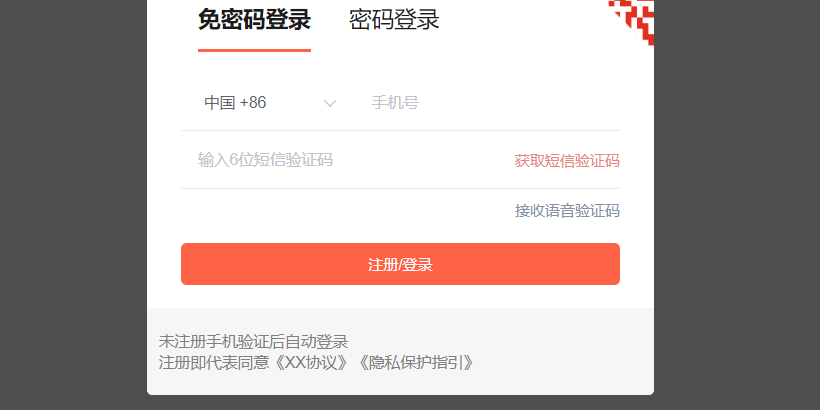 免密码登录 密码登录
中国 +86 手机号
输入6位短信验证码 获取短信验证码
接收语音验证码
注册/登录
未注册手机验证后自动登录
注册即代表同意《XX协议》《隐私保护指引》